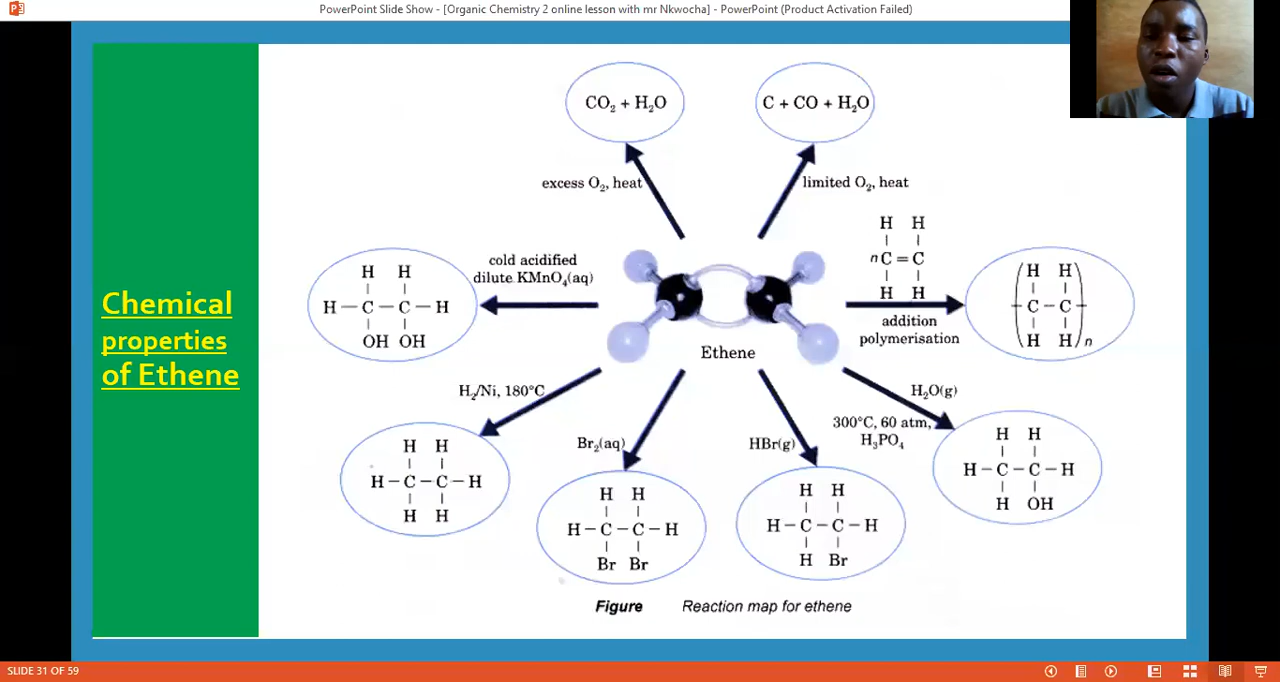 PowerPoint Slide Show - [Organic Chemistry 2 online lesson with mr Nkwocha] - PowerPoint (Product Activation Failed)
Chemical
properties
of Ethene
CO₂ + H₂O
C + CO + H₂O
excess O₂, heat
limited O₂, heat
H H
nC = C
H H
cold acidified
dilute KMnO₄(aq)
H H
H – C – C – H
OH OH
addition
polymerisation
H H
– C – C –
H H n
Ethene
H₂/Ni, 180°C
H H
H – C – C – H
H H
Br₂(aq)
H H
H – C – C – H
Br Br
HBr(g)
H H
H – C – C – H
H Br
H₂O(g)
300°C, 60 atm,
H₃PO₄
H H
H – C – C – H
H OH
Figure Reaction map for ethene
SLIDE 31 OF 59